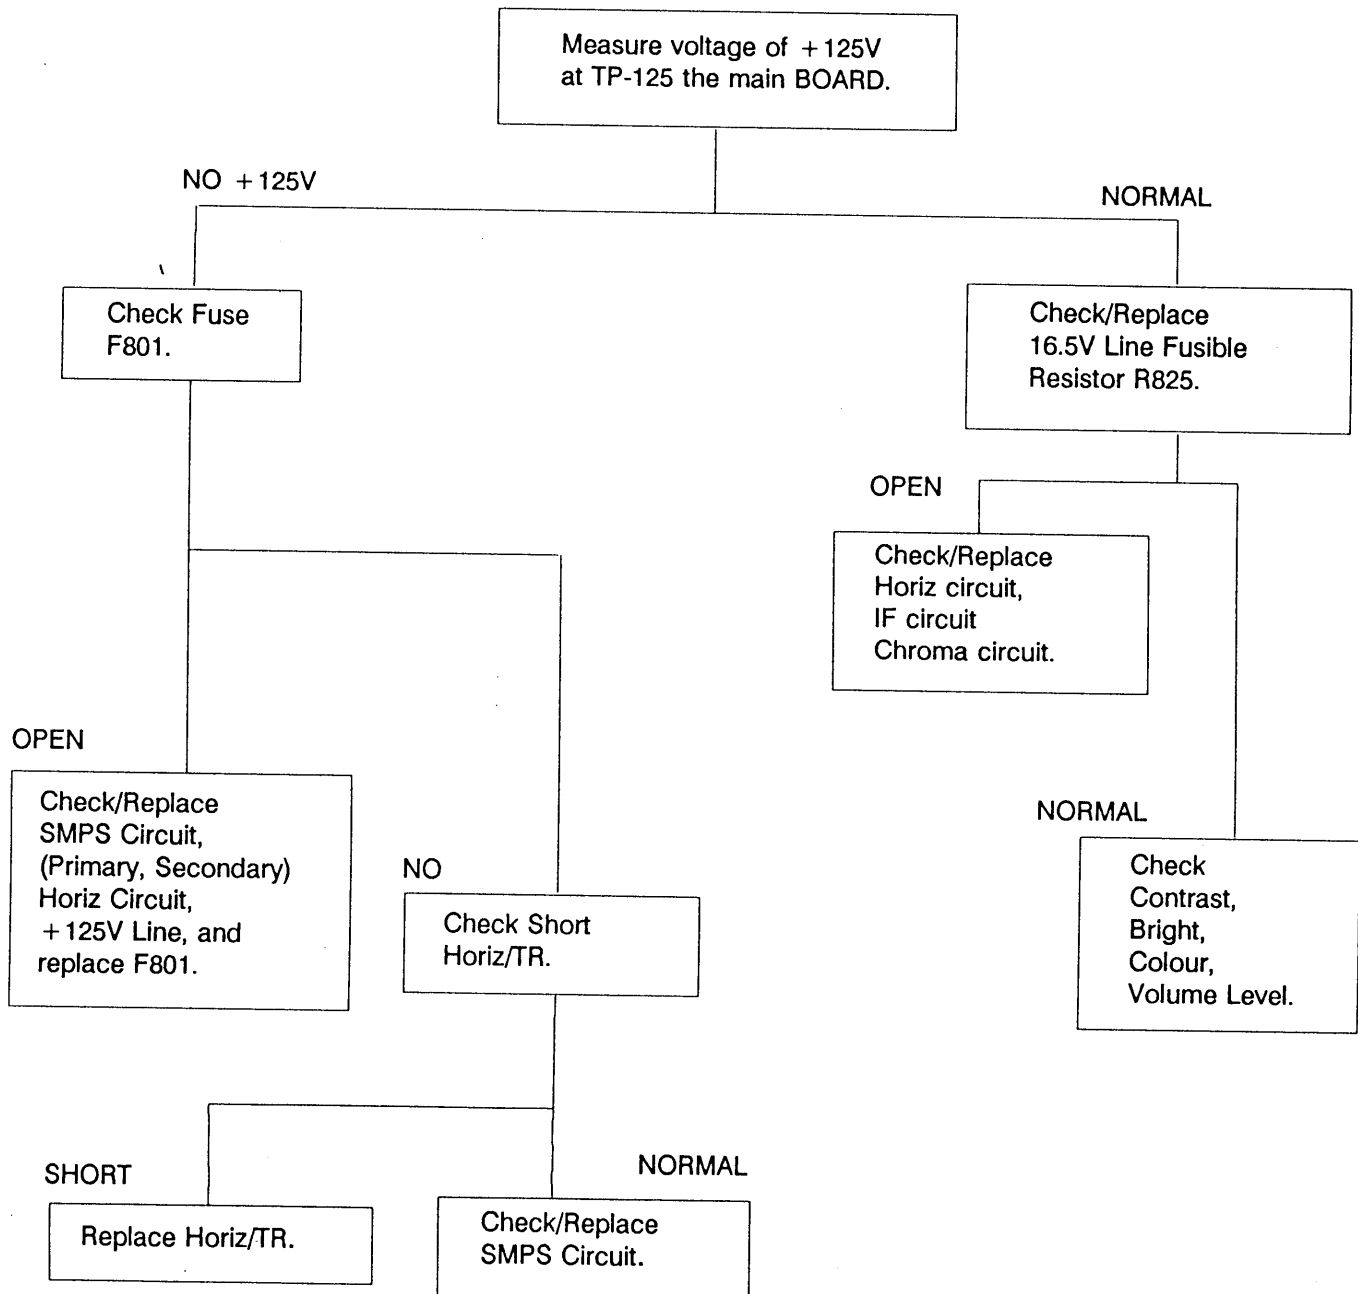 Measure voltage of +125V
at TP-125 the main BOARD.
NO +125V
NORMAL
Check Fuse
F801.
Check/Replace
16.5V Line Fusible
Resistor R825.
OPEN
Check/Replace
Horiz circuit,
IF circuit
Chroma circuit.
OPEN
Check/Replace
SMPS Circuit,
(Primary, Secondary)
Horiz Circuit,
+125V Line, and
replace F801.
NO
Check Short
Horiz/TR.
NORMAL
Check
Contrast,
Bright,
Colour,
Volume Level.
SHORT
Replace Horiz/TR.
NORMAL
Check/Replace
SMPS Circuit.